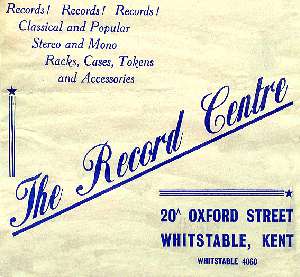 Records! Records! Records!
Classical and Popular
Stereo and Mono
Racks, Cases, Tokens
and Accessories
The Record Centre
20A OXFORD STREET
WHITSTABLE, KENT
WHITSTABLE 4060